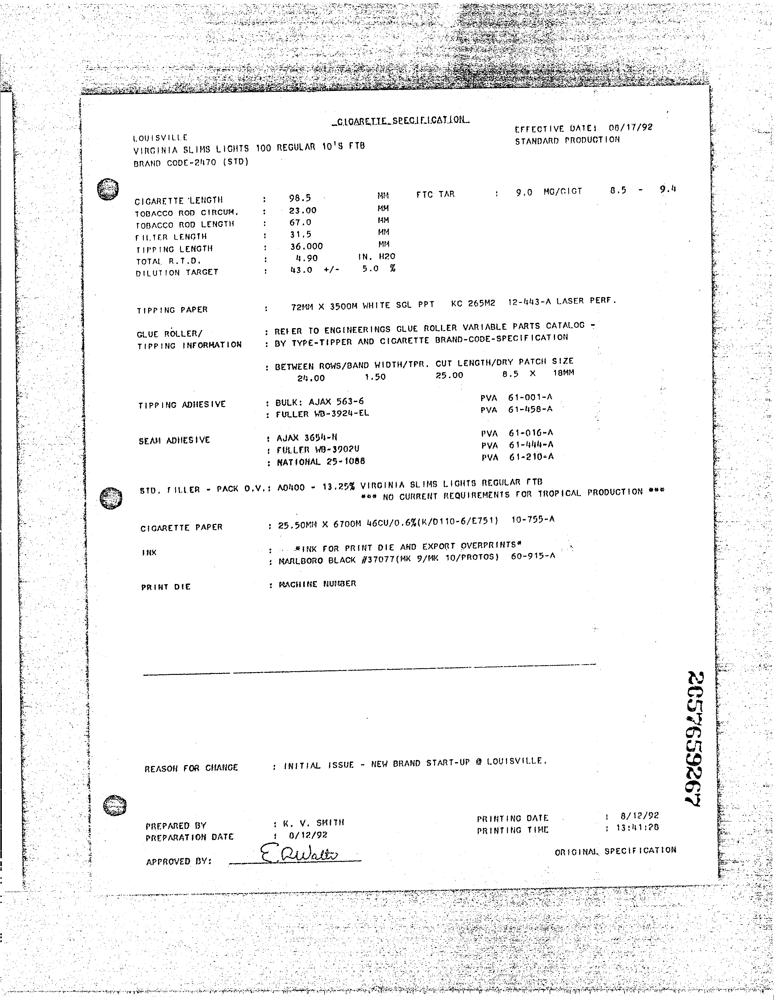 CIGARETTE SPECIFICATION
LOUISVILLE EFFECTIVE DATE: 08/17/92
VIRGINIA SLIMS LIGHTS 100 REGULAR 10'S FTB STANDARD PRODUCTION
BRAND CODE-2470 (STD)
CIGARETTE LENGTH : 98.5 MM FTC TAR : 9.0 MG/CIGT 8.5 - 9.4
TOBACCO ROD CIRCUM. : 23.00 MM
TOBACCO ROD LENGTH : 67.0 MM
FILTER LENGTH : 31.5 MM
TIPPING LENGTH : 36.000 MM
TOTAL R.T.D. : 4.90 IN. H2O
DILUTION TARGET : 43.0 +/- 5.0 %
TIPPING PAPER : 72MM X 3500M WHITE SGL PPT KC 265M2 12-443-A LASER PERF.
GLUE ROLLER/ : REFER TO ENGINEERINGS GLUE ROLLER VARIABLE PARTS CATALOG -
TIPPING INFORMATION : BY TYPE-TIPPER AND CIGARETTE BRAND-CODE-SPECIFICATION
: BETWEEN ROWS/BAND WIDTH/TPR. CUT LENGTH/DRY PATCH SIZE
24.00 1.50 25.00 8.5 X 18MM
TIPPING ADHESIVE : BULK: AJAX 563-6 PVA 61-001-A
: FULLER WB-3924-EL PVA 61-458-A
SEAM ADHESIVE : AJAX 3654-N PVA 61-016-A
: FULLER WB-3902U PVA 61-444-A
: NATIONAL 25-1088 PVA 61-210-A
STD. FILLER - PACK O.V.: A0400 - 13.25% VIRGINIA SLIMS LIGHTS REGULAR FTB
*** NO CURRENT REQUIREMENTS FOR TROPICAL PRODUCTION ***
CIGARETTE PAPER : 25.50MM X 6700M 46CU/0.6%(K/D110-6/E751) 10-755-A
INK : *INK FOR PRINT DIE AND EXPORT OVERPRINTS*
: MARLBORO BLACK #37077(MK 9/MK 10/PROTOS) 60-915-A
PRINT DIE : MACHINE NUMBER
2057659267
REASON FOR CHANGE : INITIAL ISSUE - NEW BRAND START-UP @ LOUISVILLE.
PREPARED BY : K. V. SMITH PRINTING DATE : 8/12/92
PREPARATION DATE : 8/12/92 PRINTING TIME : 13:41:28
APPROVED BY: E R Walts ORIGINAL SPECIFICATION